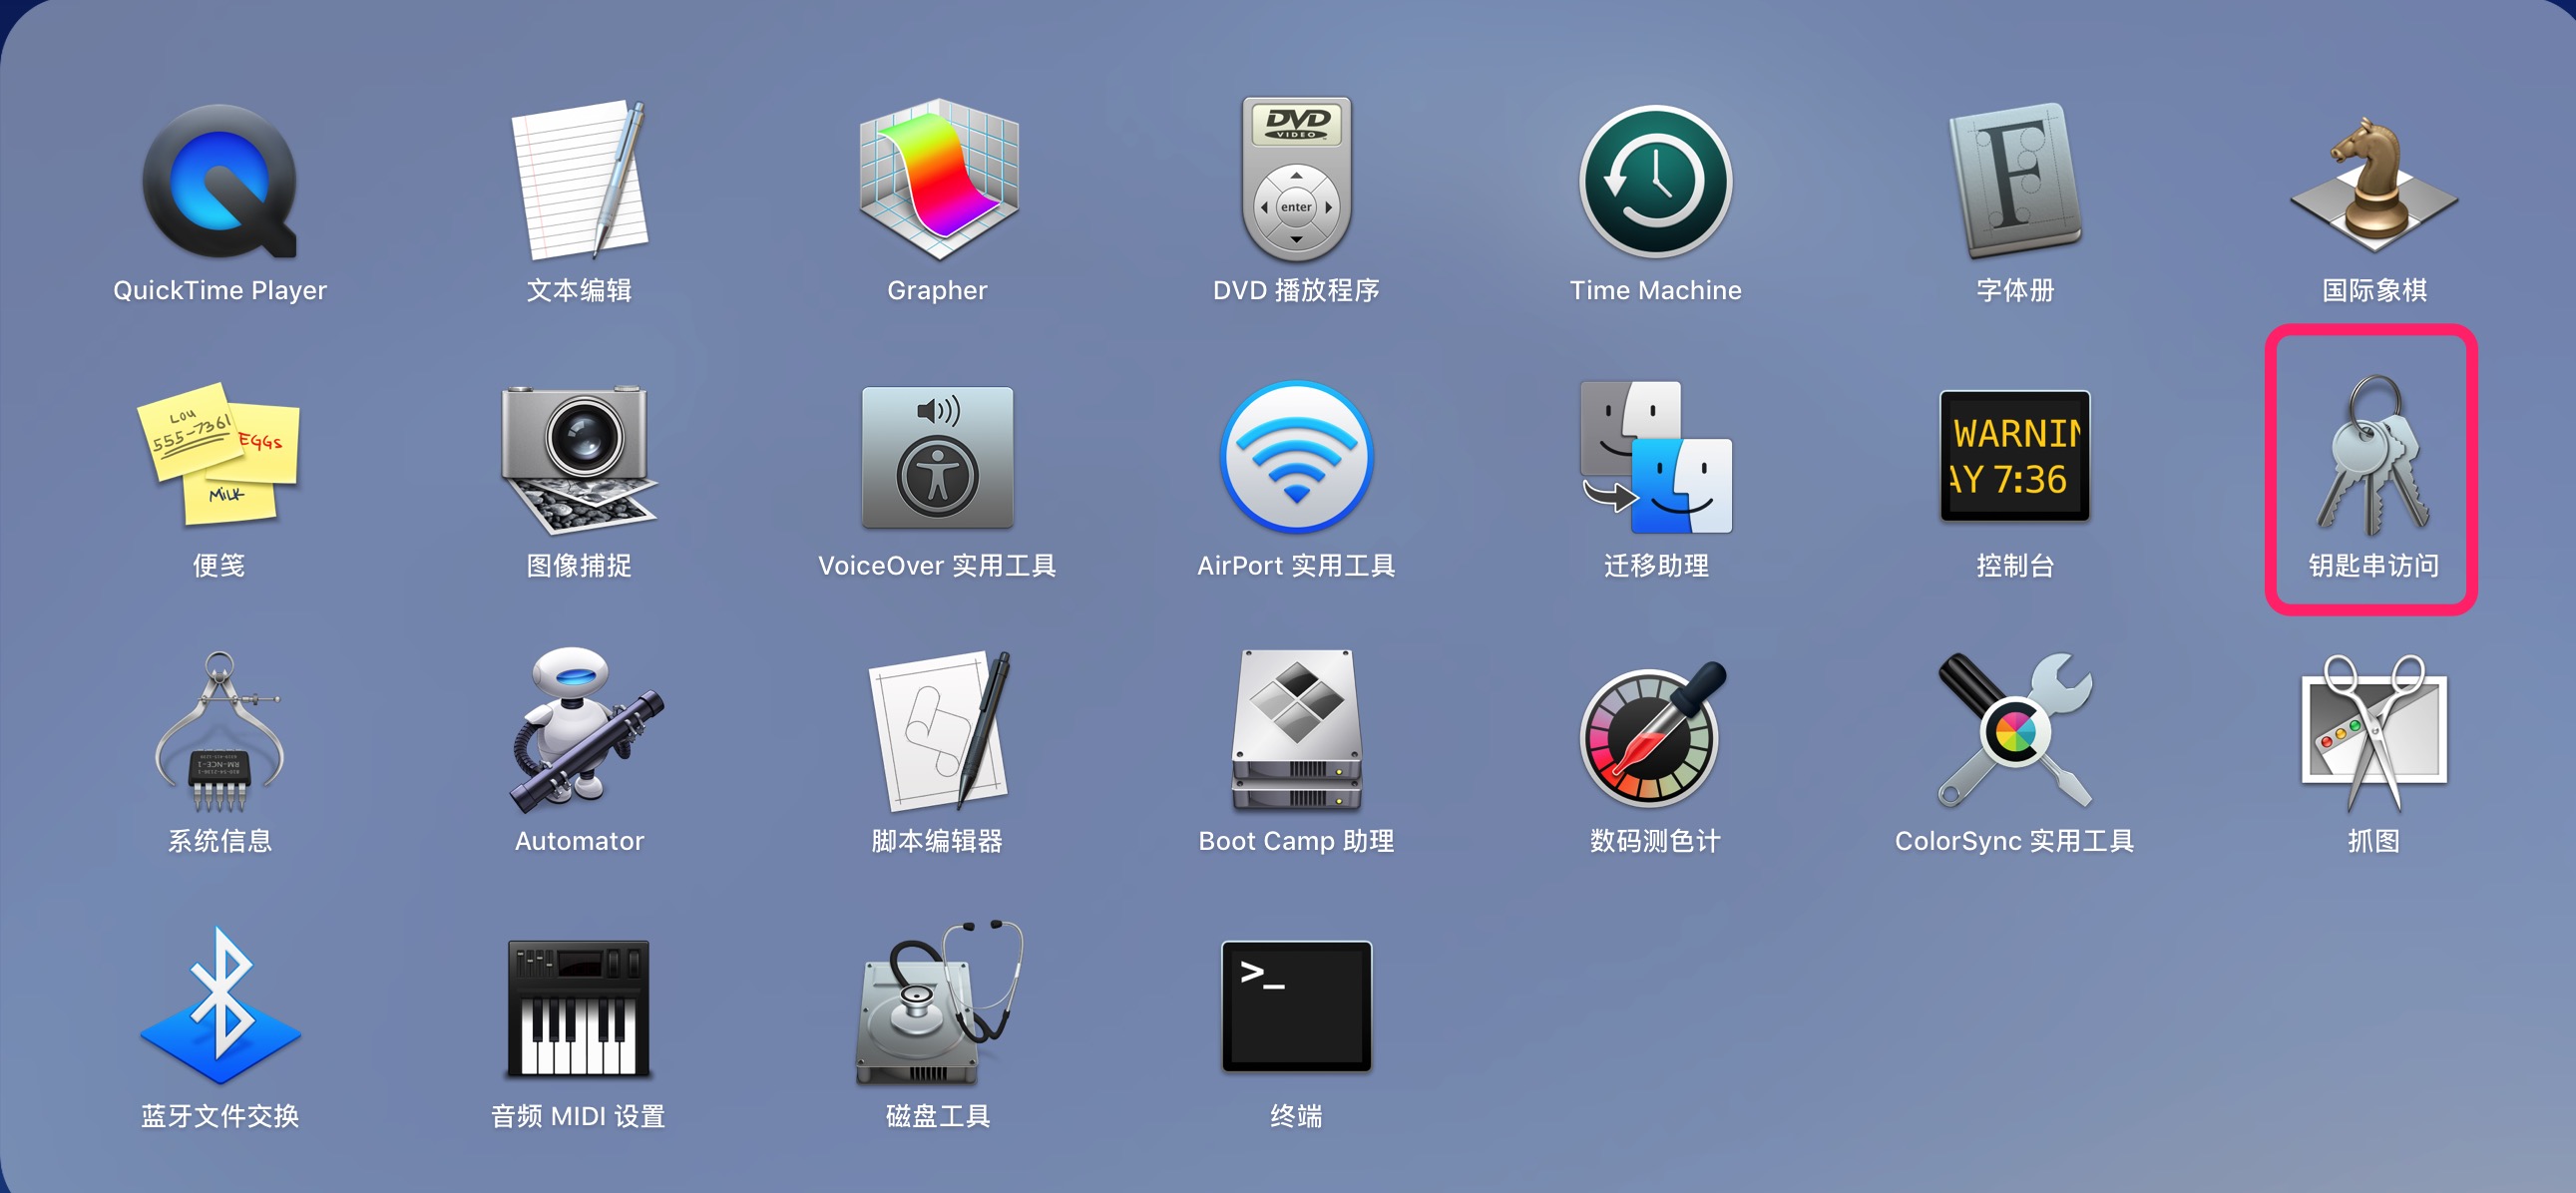 DVD
VIDEO
enter
F
QuickTime Player
文本编辑
Grapher
DVD 播放程序
Time Machine
字体册
国际象棋
Lou
555-7361
EGGs
MILK
WARNIN
AY 7:36
便笺
图像捕捉
VoiceOver 实用工具
AirPort 实用工具
迁移助理
控制台
钥匙串访问
系统信息
Automator
脚本编辑器
Boot Camp 助理
数码测色计
ColorSync 实用工具
抓图
>_
蓝牙文件交换
音频 MIDI 设置
磁盘工具
终端